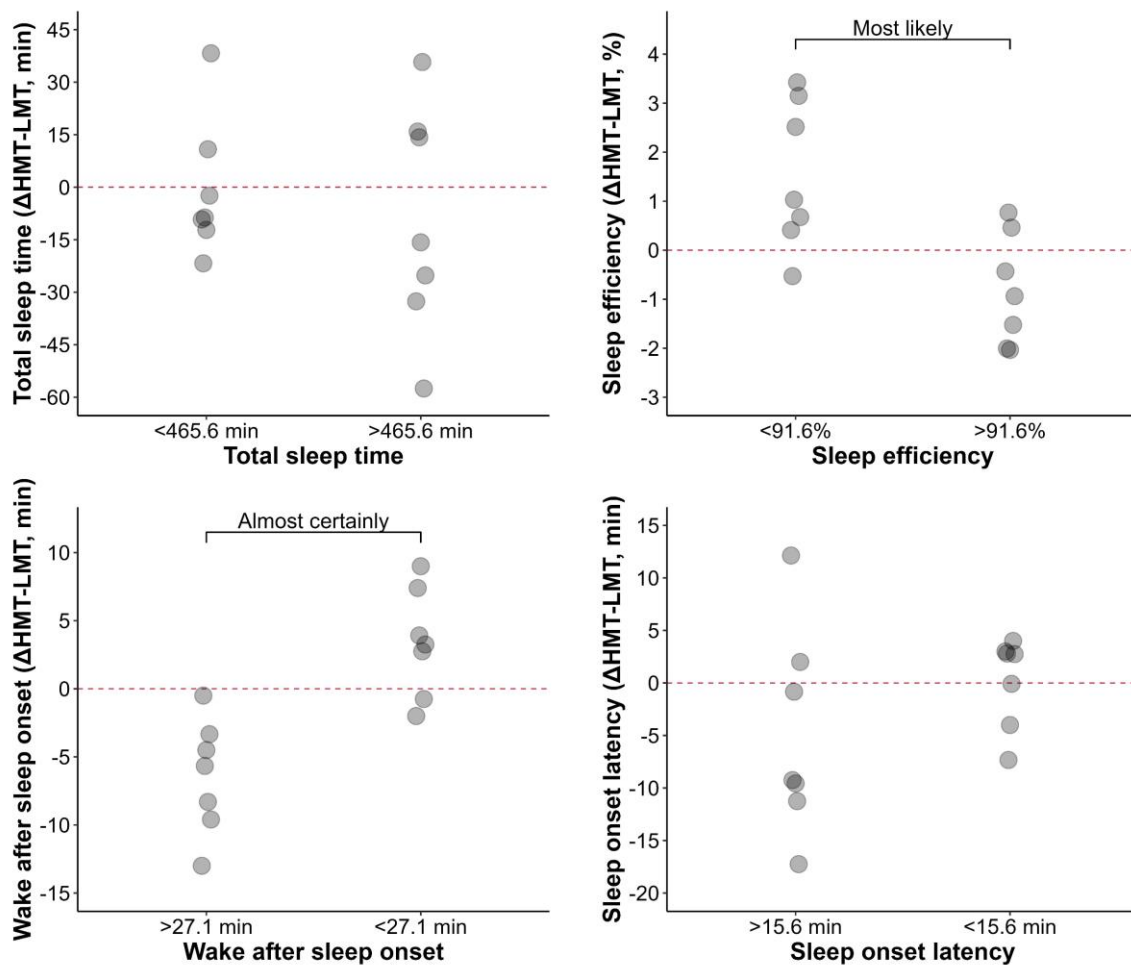 Total sleep time (ΔHMT-LMT, min)
45
30
15
0
-15
-30
-45
-60
<465.6 min
>465.6 min
Total sleep time
Sleep efficiency (ΔHMT-LMT, %)
Most likely
4
3
2
1
0
-1
-2
-3
<91.6%
>91.6%
Sleep efficiency
Wake after sleep onset (ΔHMT-LMT, min)
Almost certainly
10
5
0
-5
-10
-15
>27.1 min
<27.1 min
Wake after sleep onset
Sleep onset latency (ΔHMT-LMT, min)
15
10
5
0
-5
-10
-15
-20
>15.6 min
<15.6 min
Sleep onset latency